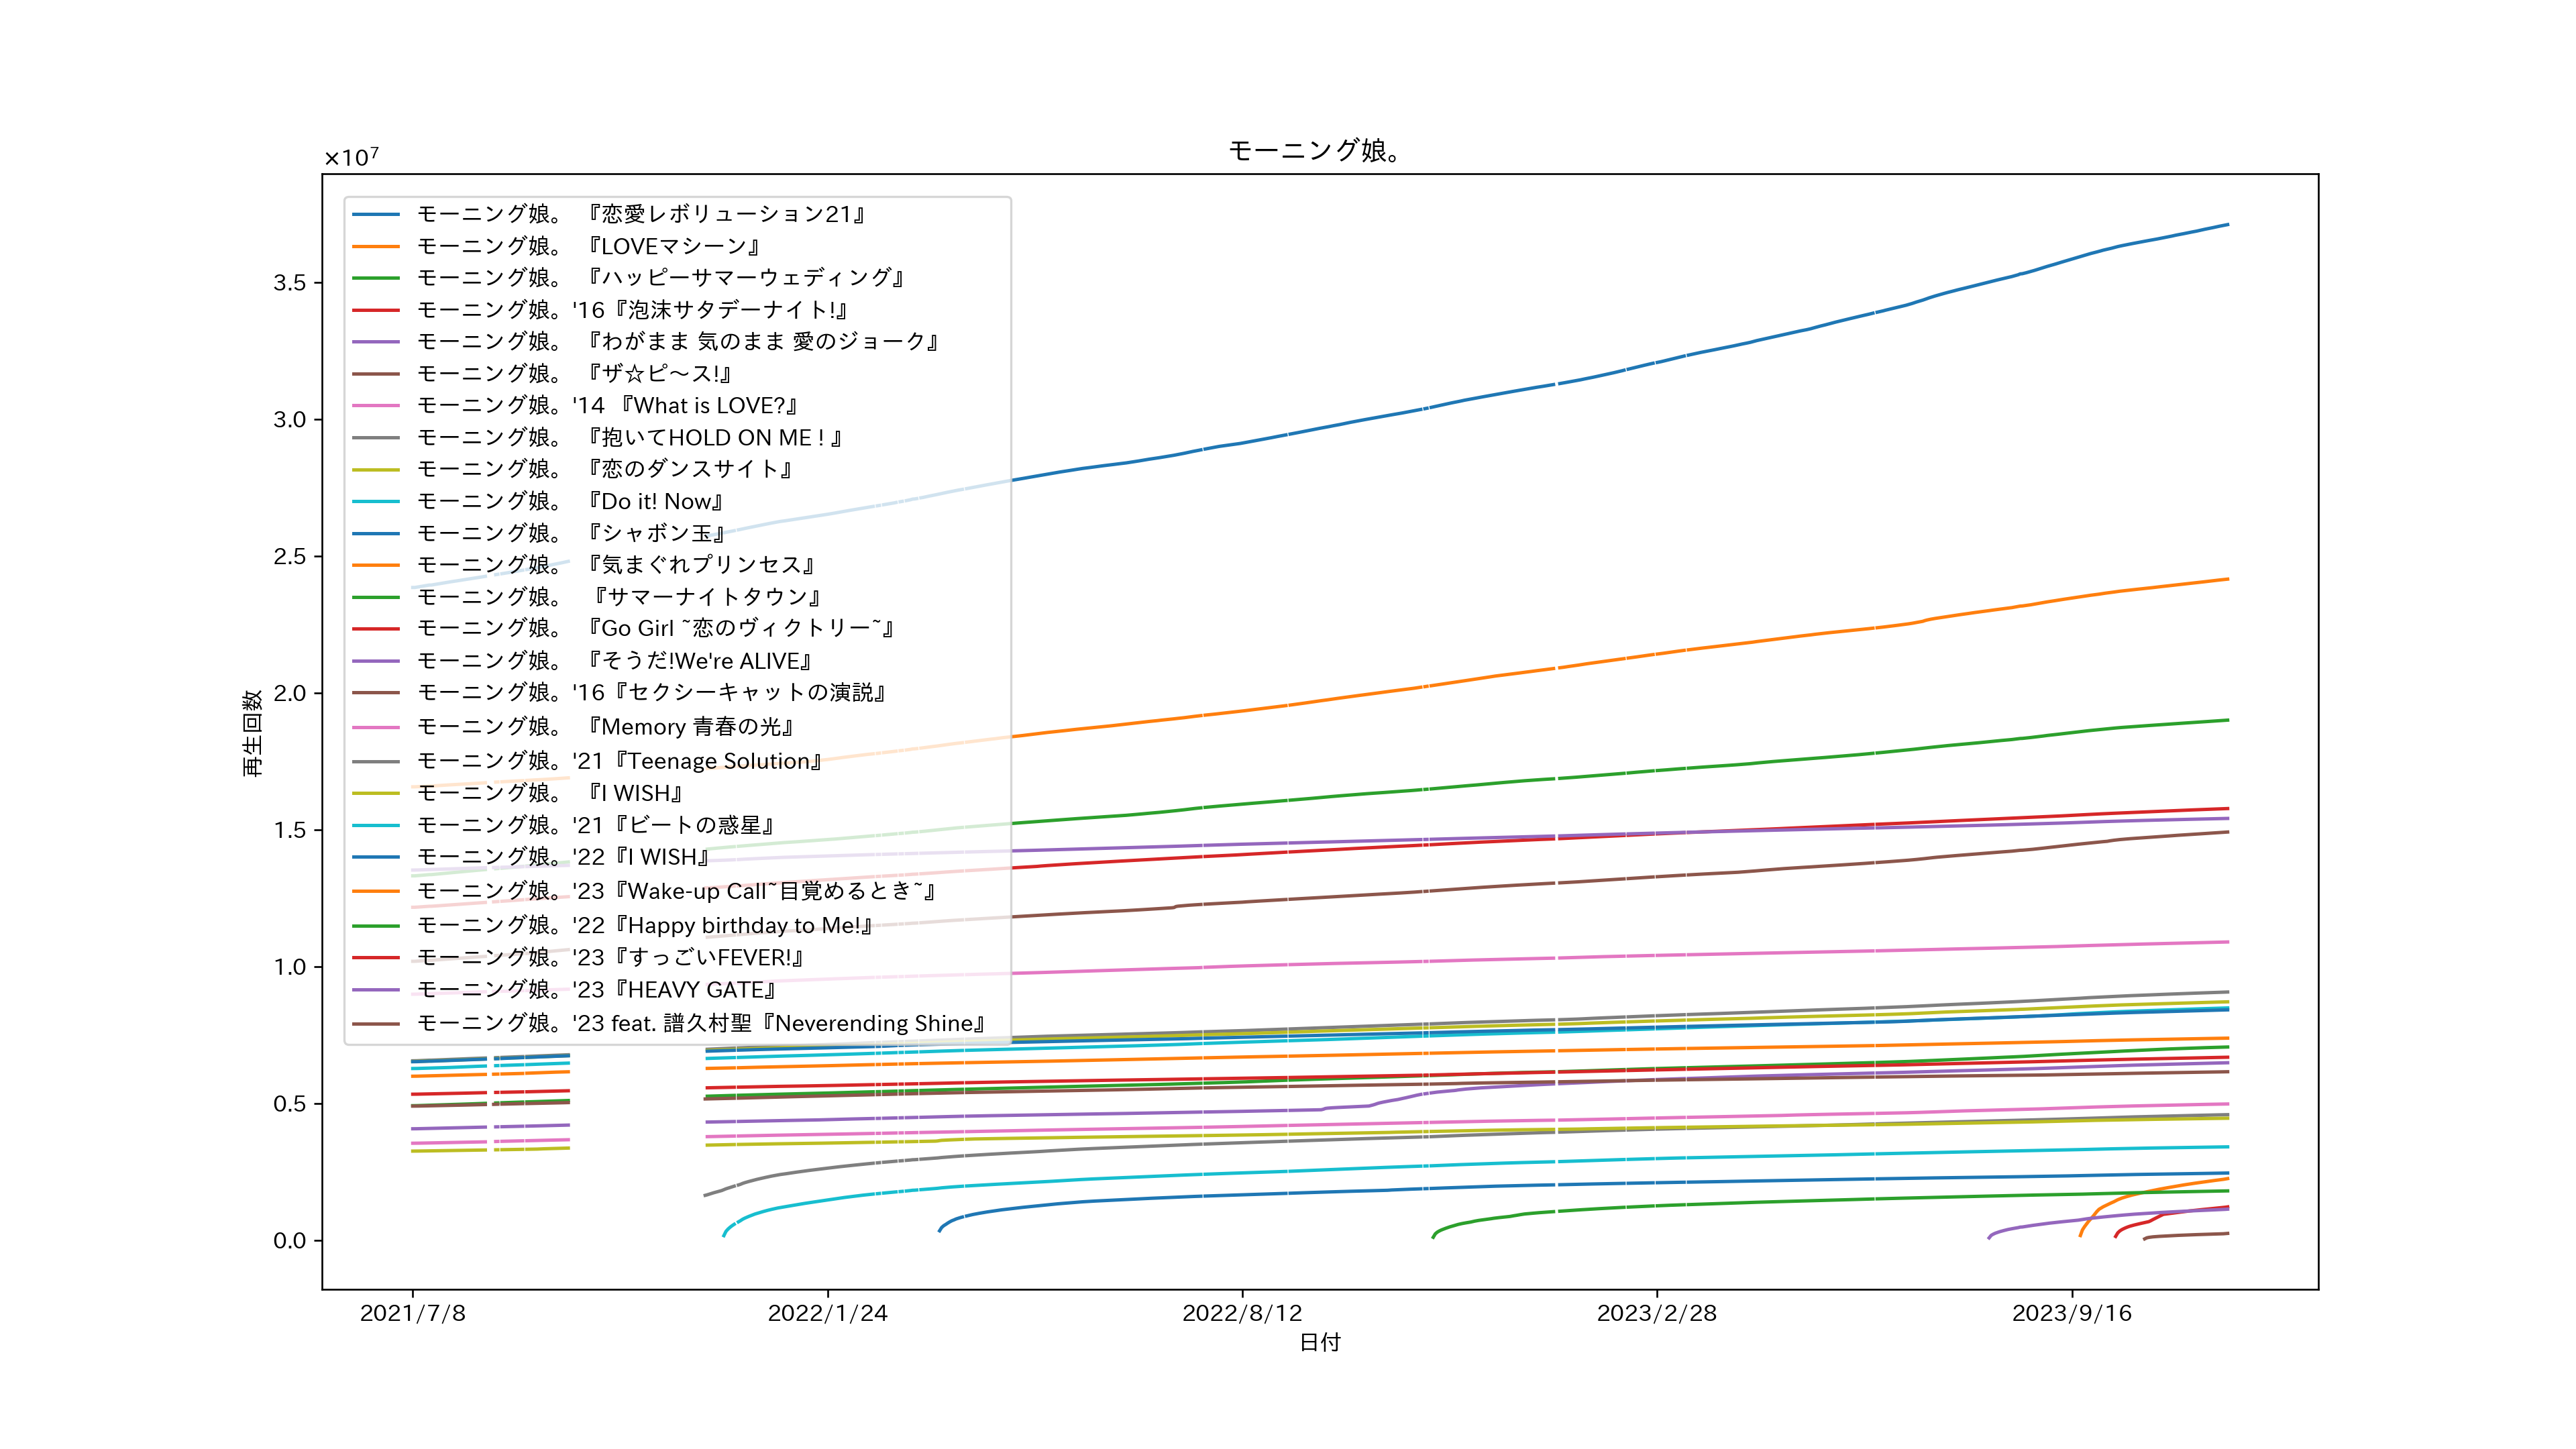 モーニング娘。
×10⁷
3.5
3.0
2.5
2.0
1.5
1.0
0.5
0.0
再生回数
モーニング娘。 『恋愛レボリューション21』
モーニング娘。 『LOVEマシーン』
モーニング娘。 『ハッピーサマーウェディング』
モーニング娘。'16『泡沫サタデーナイト!』
モーニング娘。 『わがまま 気のまま 愛のジョーク』
モーニング娘。 『ザ☆ピ〜ス!』
モーニング娘。'14 『What is LOVE?』
モーニング娘。 『抱いてHOLD ON ME ! 』
モーニング娘。 『恋のダンスサイト』
モーニング娘。 『Do it! Now』
モーニング娘。 『シャボン玉』
モーニング娘。 『気まぐれプリンセス』
モーニング娘。　『サマーナイトタウン』
モーニング娘。 『Go Girl ~恋のヴィクトリー~』
モーニング娘。 『そうだ!We're ALIVE』
モーニング娘。'16『セクシーキャットの演説』
モーニング娘。 『Memory 青春の光』
モーニング娘。'21『Teenage Solution』
モーニング娘。 『I WISH』
モーニング娘。'21『ビートの惑星』
モーニング娘。'22『I WISH』
モーニング娘。'23『Wake-up Call~目覚めるとき~』
モーニング娘。'22『Happy birthday to Me!』
モーニング娘。'23『すっごいFEVER!』
モーニング娘。'23『HEAVY GATE』
モーニング娘。'23 feat. 譜久村聖『Neverending Shine』
2021/7/8
2022/1/24
2022/8/12
2023/2/28
2023/9/16
日付